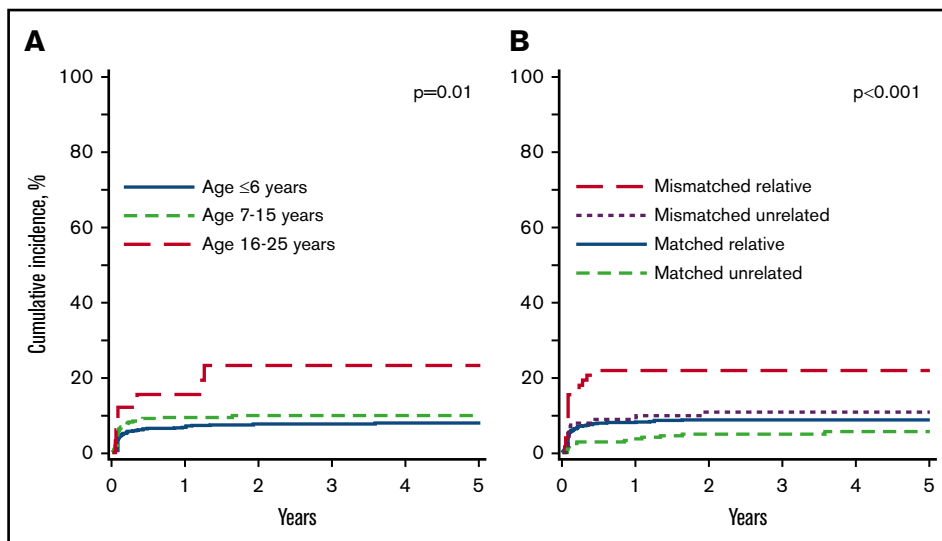 A
p=0.01
Cumulative incidence, %
100
80
60
40
20
0
Age ≤6 years
Age 7-15 years
Age 16-25 years
0 1 2 3 4 5
Years
B
p<0.001
100
80
60
40
20
0
Mismatched relative
Mismatched unrelated
Matched relative
Matched unrelated
0 1 2 3 4 5
Years